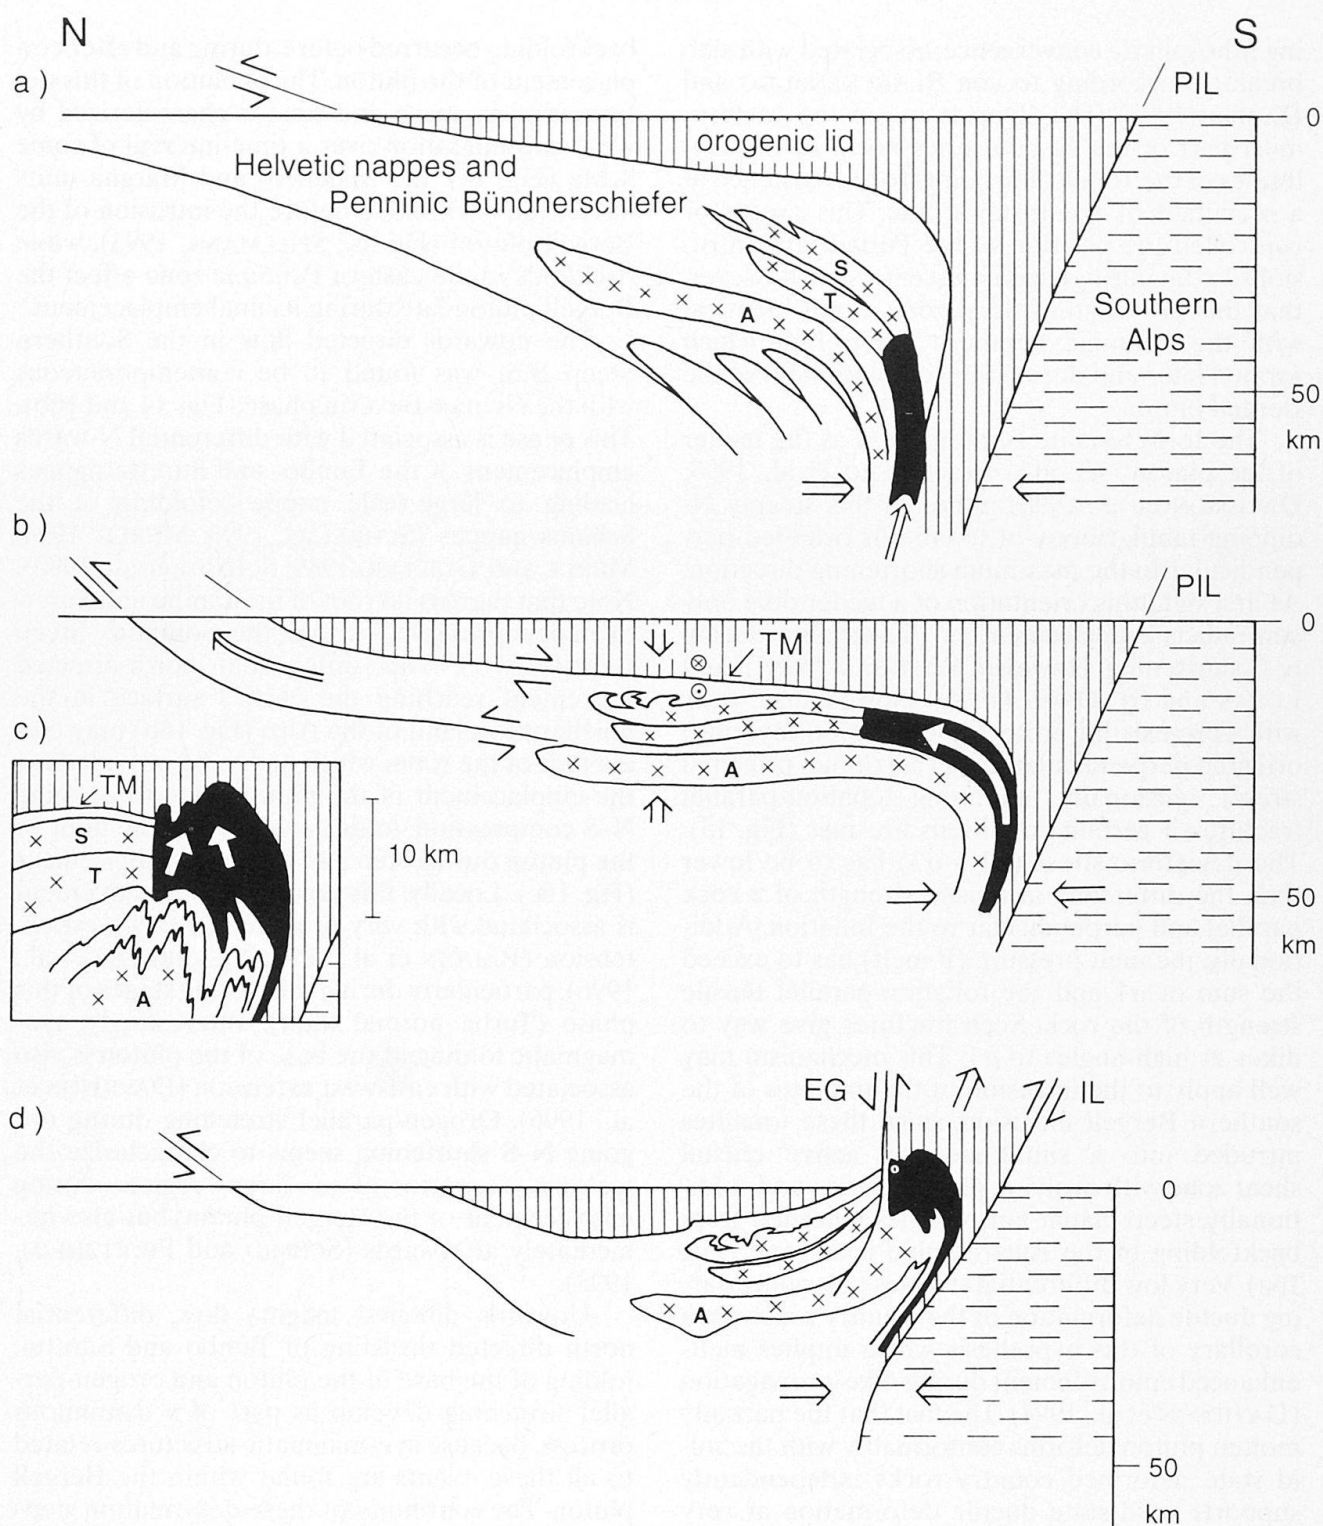 N
S
a)
PIL
0
orogenic lid
Helvetic nappes and
Penninic Bündnerschiefer
S
T
A
Southern
Alps
50
km
b)
PIL
0
TM
A
50
km
c)
TM
S
T
A
10 km
d)
EG
IL
0
A
50
km